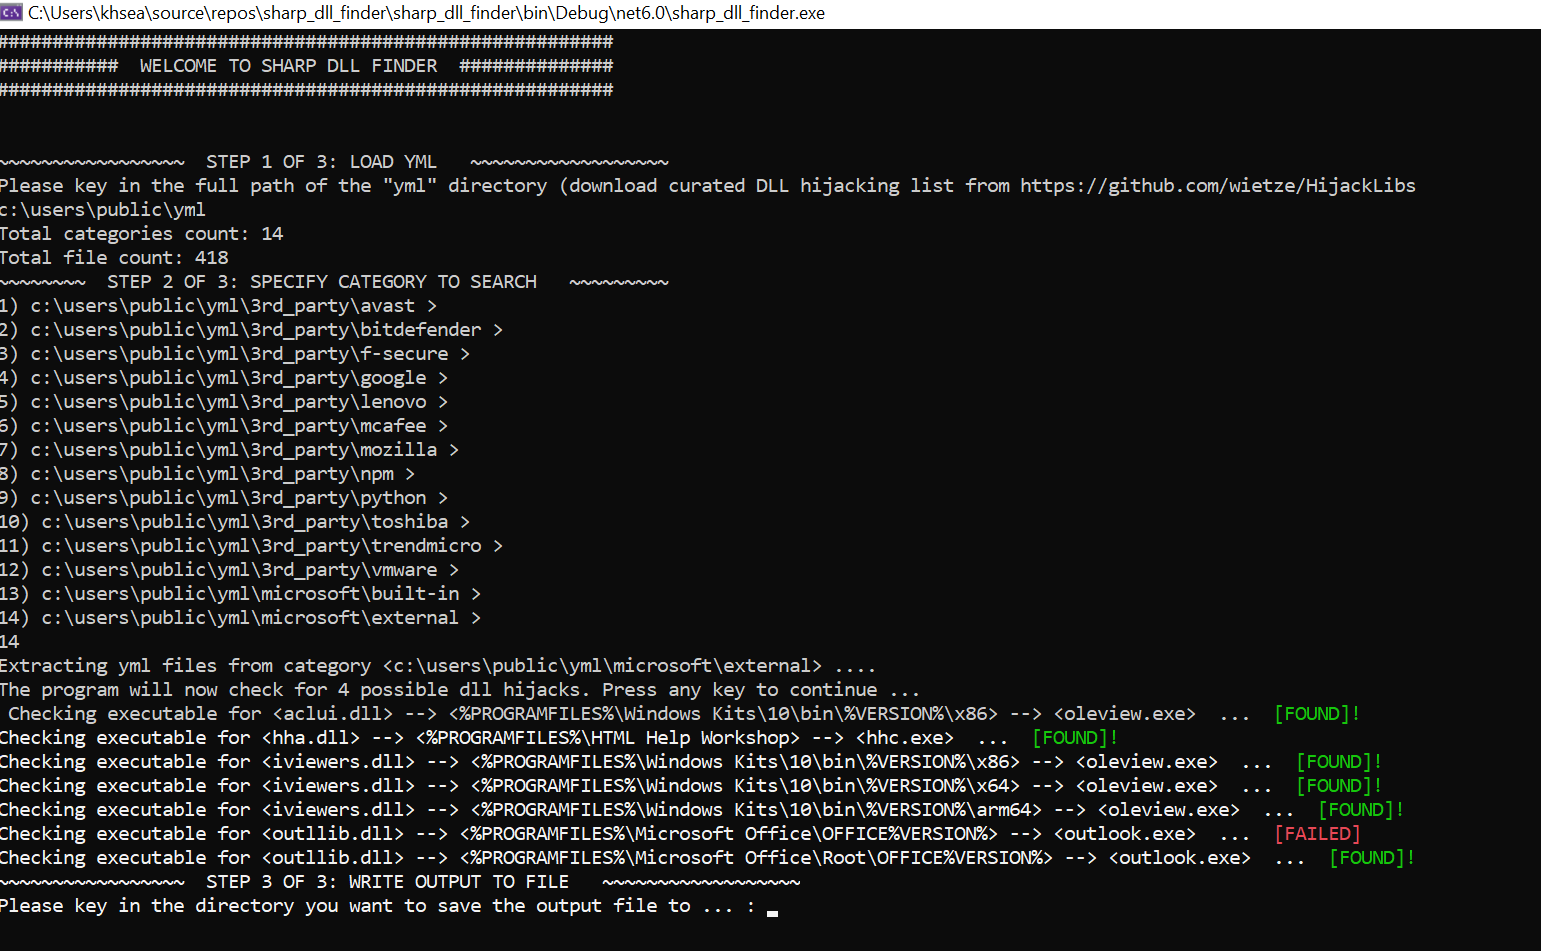 C:\Users\khsea\source\repos\sharp_dll_finder\sharp_dll_finder\bin\Debug\net6.0\sharp_dll_finder.exe
########################################################
########### WELCOME TO SHARP DLL FINDER ##############
########################################################
~~~~~~~~~~~~~~~~~ STEP 1 OF 3: LOAD YML ~~~~~~~~~~~~~~~~~~
Please key in the full path of the "yml" directory (download curated DLL hijacking list from https://github.com/wietze/HijackLibs
c:\users\public\yml
Total categories count: 14
Total file count: 418
~~~~~~~~ STEP 2 OF 3: SPECIFY CATEGORY TO SEARCH ~~~~~~~~~
1) c:\users\public\yml\3rd_party\avast >
2) c:\users\public\yml\3rd_party\bitdefender >
3) c:\users\public\yml\3rd_party\f-secure >
4) c:\users\public\yml\3rd_party\google >
5) c:\users\public\yml\3rd_party\lenovo >
6) c:\users\public\yml\3rd_party\mcafee >
7) c:\users\public\yml\3rd_party\mozilla >
8) c:\users\public\yml\3rd_party\npm >
9) c:\users\public\yml\3rd_party\python >
10) c:\users\public\yml\3rd_party\toshiba >
11) c:\users\public\yml\3rd_party\trendmicro >
12) c:\users\public\yml\3rd_party\vmware >
13) c:\users\public\yml\microsoft\built-in >
14) c:\users\public\yml\microsoft\external >
14
Extracting yml files from category <c:\users\public\yml\microsoft\external> ....
The program will now check for 4 possible dll hijacks. Press any key to continue ...
Checking executable for <aclui.dll> --> <%PROGRAMFILES%\Windows Kits\10\bin\%VERSION%\x86> --> <oleview.exe> ... [FOUND]!
Checking executable for <hha.dll> --> <%PROGRAMFILES%\HTML Help Workshop> --> <hhc.exe> ... [FOUND]!
Checking executable for <iviewers.dll> --> <%PROGRAMFILES%\Windows Kits\10\bin\%VERSION%\x86> --> <oleview.exe> ... [FOUND]!
Checking executable for <iviewers.dll> --> <%PROGRAMFILES%\Windows Kits\10\bin\%VERSION%\x64> --> <oleview.exe> ... [FOUND]!
Checking executable for <iviewers.dll> --> <%PROGRAMFILES%\Windows Kits\10\bin\%VERSION%\arm64> --> <oleview.exe> ... [FOUND]!
Checking executable for <outllib.dll> --> <%PROGRAMFILES%\Microsoft Office\OFFICE%VERSION%> --> <outlook.exe> ... [FAILED]
Checking executable for <outllib.dll> --> <%PROGRAMFILES%\Microsoft Office\Root\OFFICE%VERSION%> --> <outlook.exe> ... [FOUND]!
~~~~~~~~~~~~~~~~~ STEP 3 OF 3: WRITE OUTPUT TO FILE ~~~~~~~~~~~~~~~~~~
Please key in the directory you want to save the output file to ... :